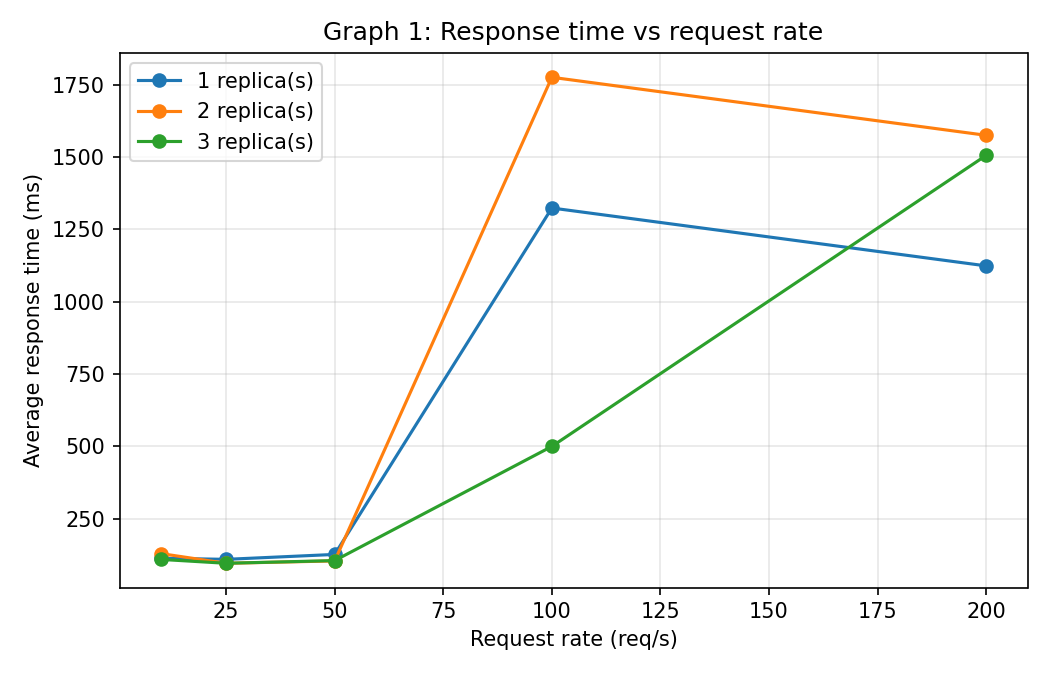 Graph 1: Response time vs request rate
1 replica(s)
2 replica(s)
3 replica(s)
Average response time (ms)
1750
1500
1250
1000
750
500
250
25 50 75 100 125 150 175 200
Request rate (req/s)